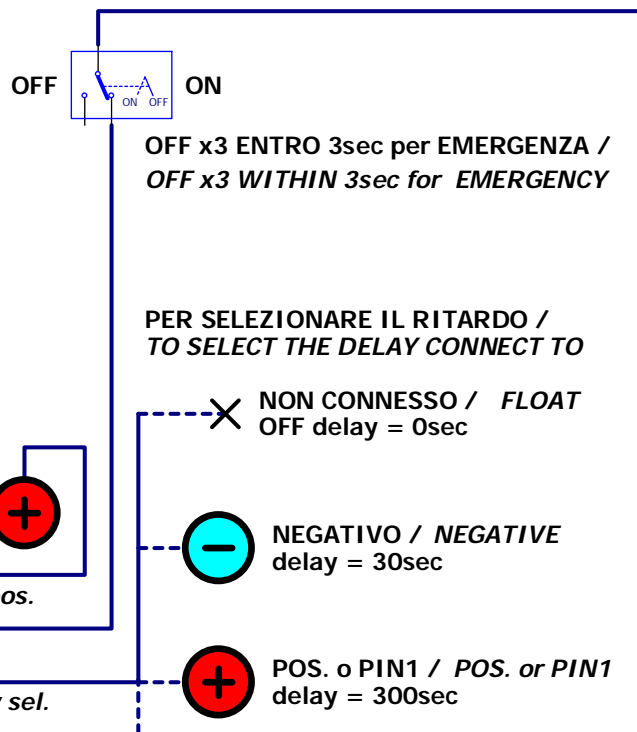 OFF
ON
ON OFF
OFF x3 ENTRO 3sec per EMERGENZA /
OFF x3 WITHIN 3sec for EMERGENCY
PER SELEZIONARE IL RITARDO /
TO SELECT THE DELAY CONNECT TO
NON CONNESSO / FLOAT
OFF delay = 0sec
+
−
NEGATIVO / NEGATIVE
delay = 30sec
os.
+
POS. o PIN1 / POS. or PIN1
delay = 300sec
sel.